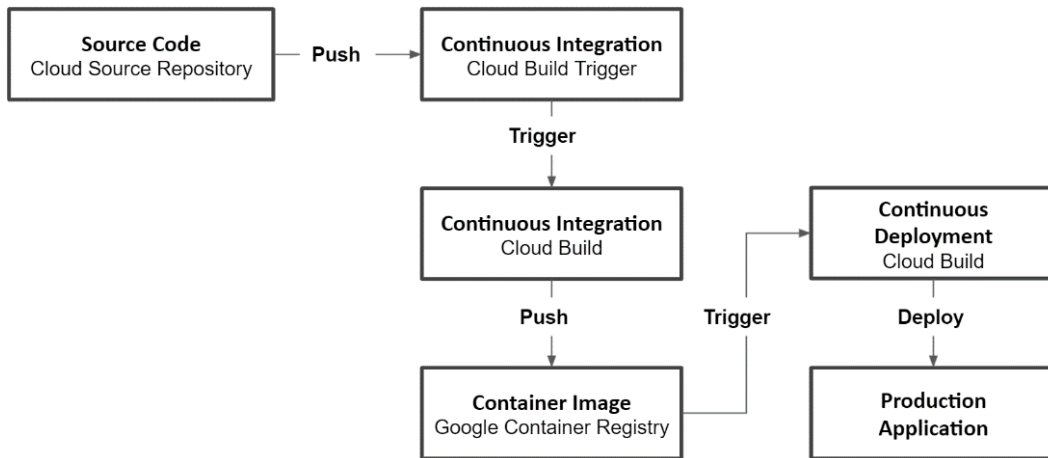 Source Code
Cloud Source Repository
Push
Continuous Integration
Cloud Build Trigger
Trigger
Continuous Integration
Cloud Build
Push
Container Image
Google Container Registry
Trigger
Continuous
Deployment
Cloud Build
Deploy
Production
Application